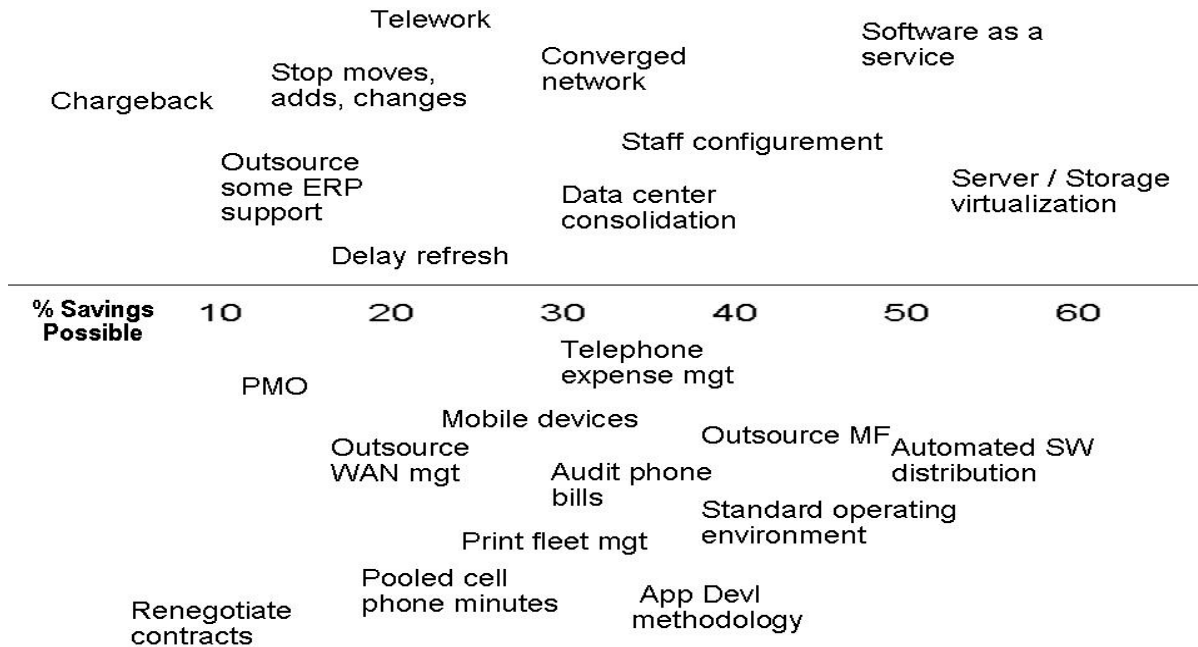 Telework
Software as a
service
Converged
network
Stop moves,
adds, changes
Chargeback
Staff configurement
Outsource
some ERP
support
Data center
consolidation
Server / Storage
virtualization
Delay refresh
% Savings
Possible
10 20 30 40 50 60
Telephone
expense mgt
PMO
Mobile devices
Outsource MF
Automated SW
distribution
Outsource
WAN mgt
Audit phone
bills
Standard operating
environment
Print fleet mgt
Pooled cell
phone minutes
App Devl
methodology
Renegotiate
contracts